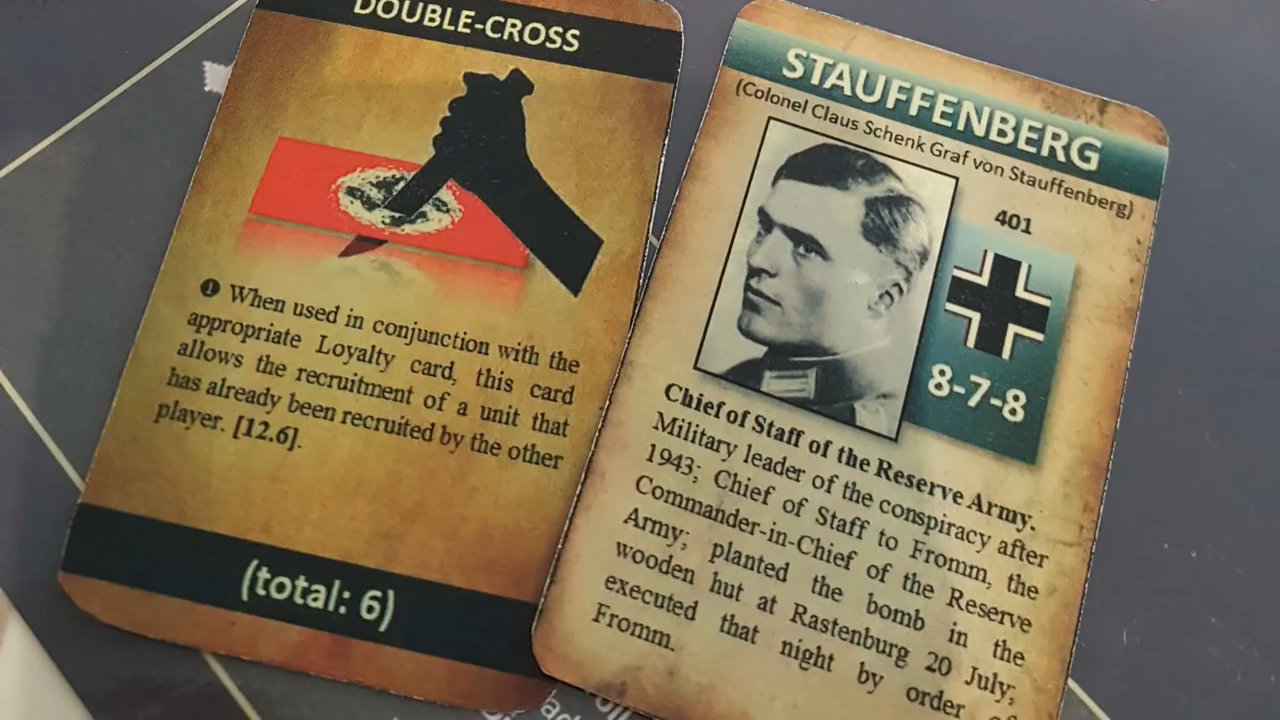 DOUBLE-CROSS
❶ When used in conjunction with the
appropriate Loyalty card, this card
allows the recruitment of a unit that
has already been recruited by the other
player. [12.6].
(total: 6)
STAUFFENBERG
(Colonel Claus Schenk Graf von Stauffenberg)
401
8-7-8
Chief of Staff of the Reserve Army.
Military leader of the conspiracy after
1943; Chief of Staff to Fromm, the
Commander-in-Chief of the Reserve
Army; planted the bomb in the
wooden hut at Rastenburg 20 July;
executed that night by order of
Fromm.